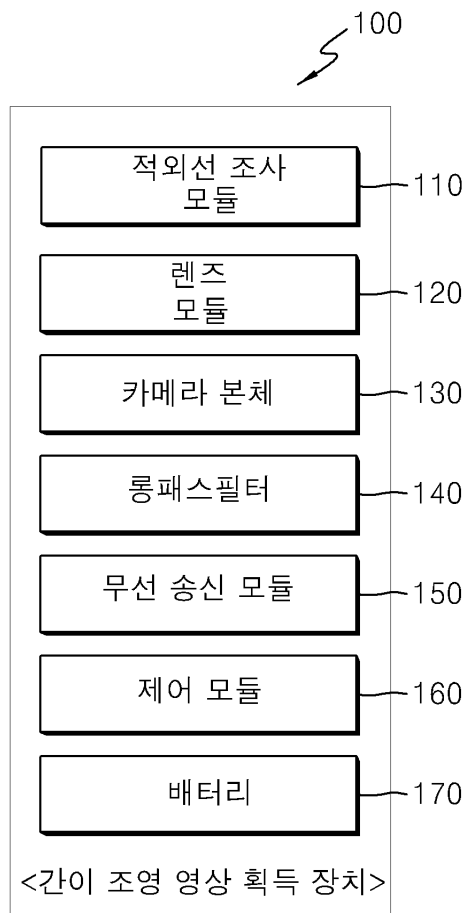 100
적외선 조사
모듈
110
렌즈
모듈
120
카메라 본체
130
롱패스필터
140
무선 송신 모듈
150
제어 모듈
160
배터리
170
<간이 조영 영상 획득 장치>